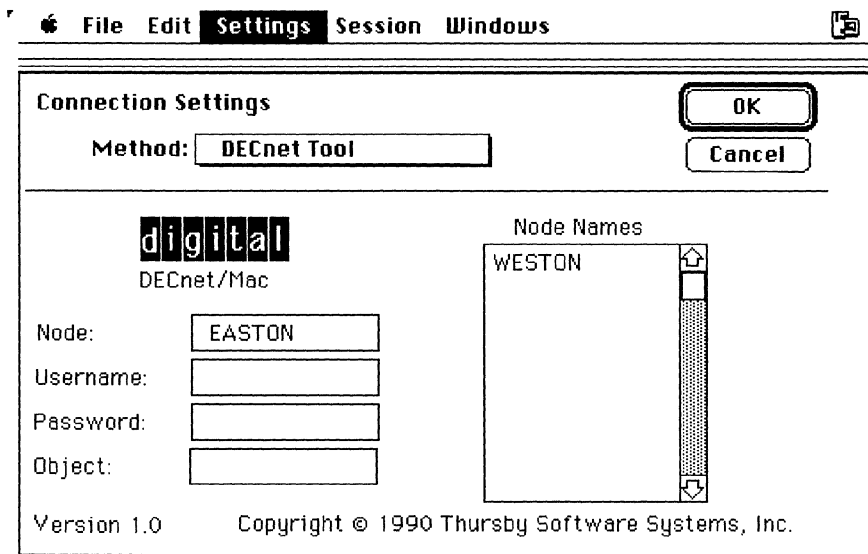 File Edit Settings Session Windows
Connection Settings
OK
Method: DECnet Tool
Cancel
digital
DECnet/Mac
Node Names
WESTON
Node: EASTON
Username:
Password:
Object:
Version 1.0 Copyright © 1990 Thursby Software Systems, Inc.